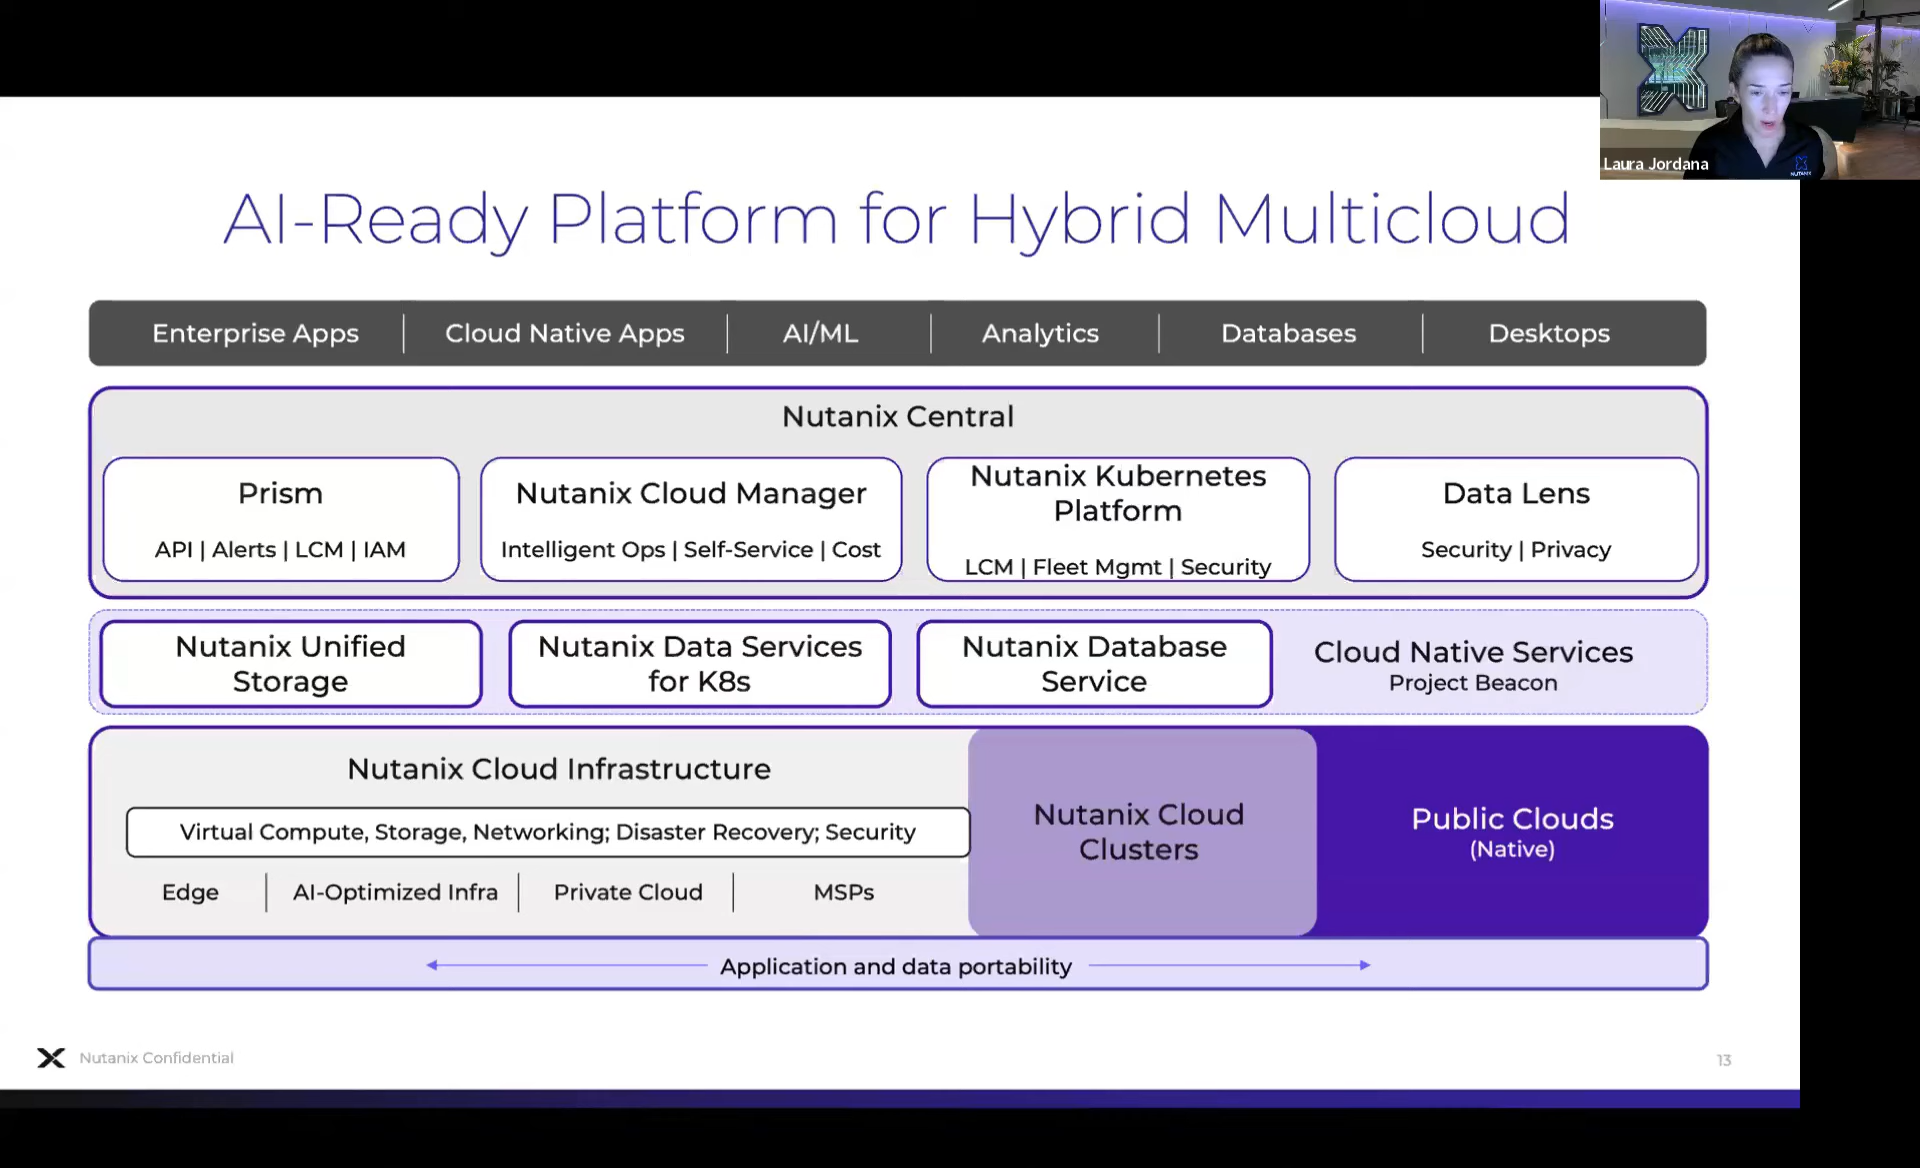 Laura Jordana
NUTANIX
AI-Ready Platform for Hybrid Multicloud
Enterprise Apps
Cloud Native Apps
AI/ML
Analytics
Databases
Desktops
Nutanix Central
Prism
API | Alerts | LCM | IAM
Nutanix Cloud Manager
Intelligent Ops | Self-Service | Cost
Nutanix Kubernetes
Platform
LCM | Fleet Mgmt | Security
Data Lens
Security | Privacy
Nutanix Unified
Storage
Nutanix Data Services
for K8s
Nutanix Database
Service
Cloud Native Services
Project Beacon
Nutanix Cloud Infrastructure
Virtual Compute, Storage, Networking; Disaster Recovery; Security
Edge
AI-Optimized Infra
Private Cloud
MSPs
Nutanix Cloud
Clusters
Public Clouds
(Native)
Application and data portability
Nutanix Confidential
13